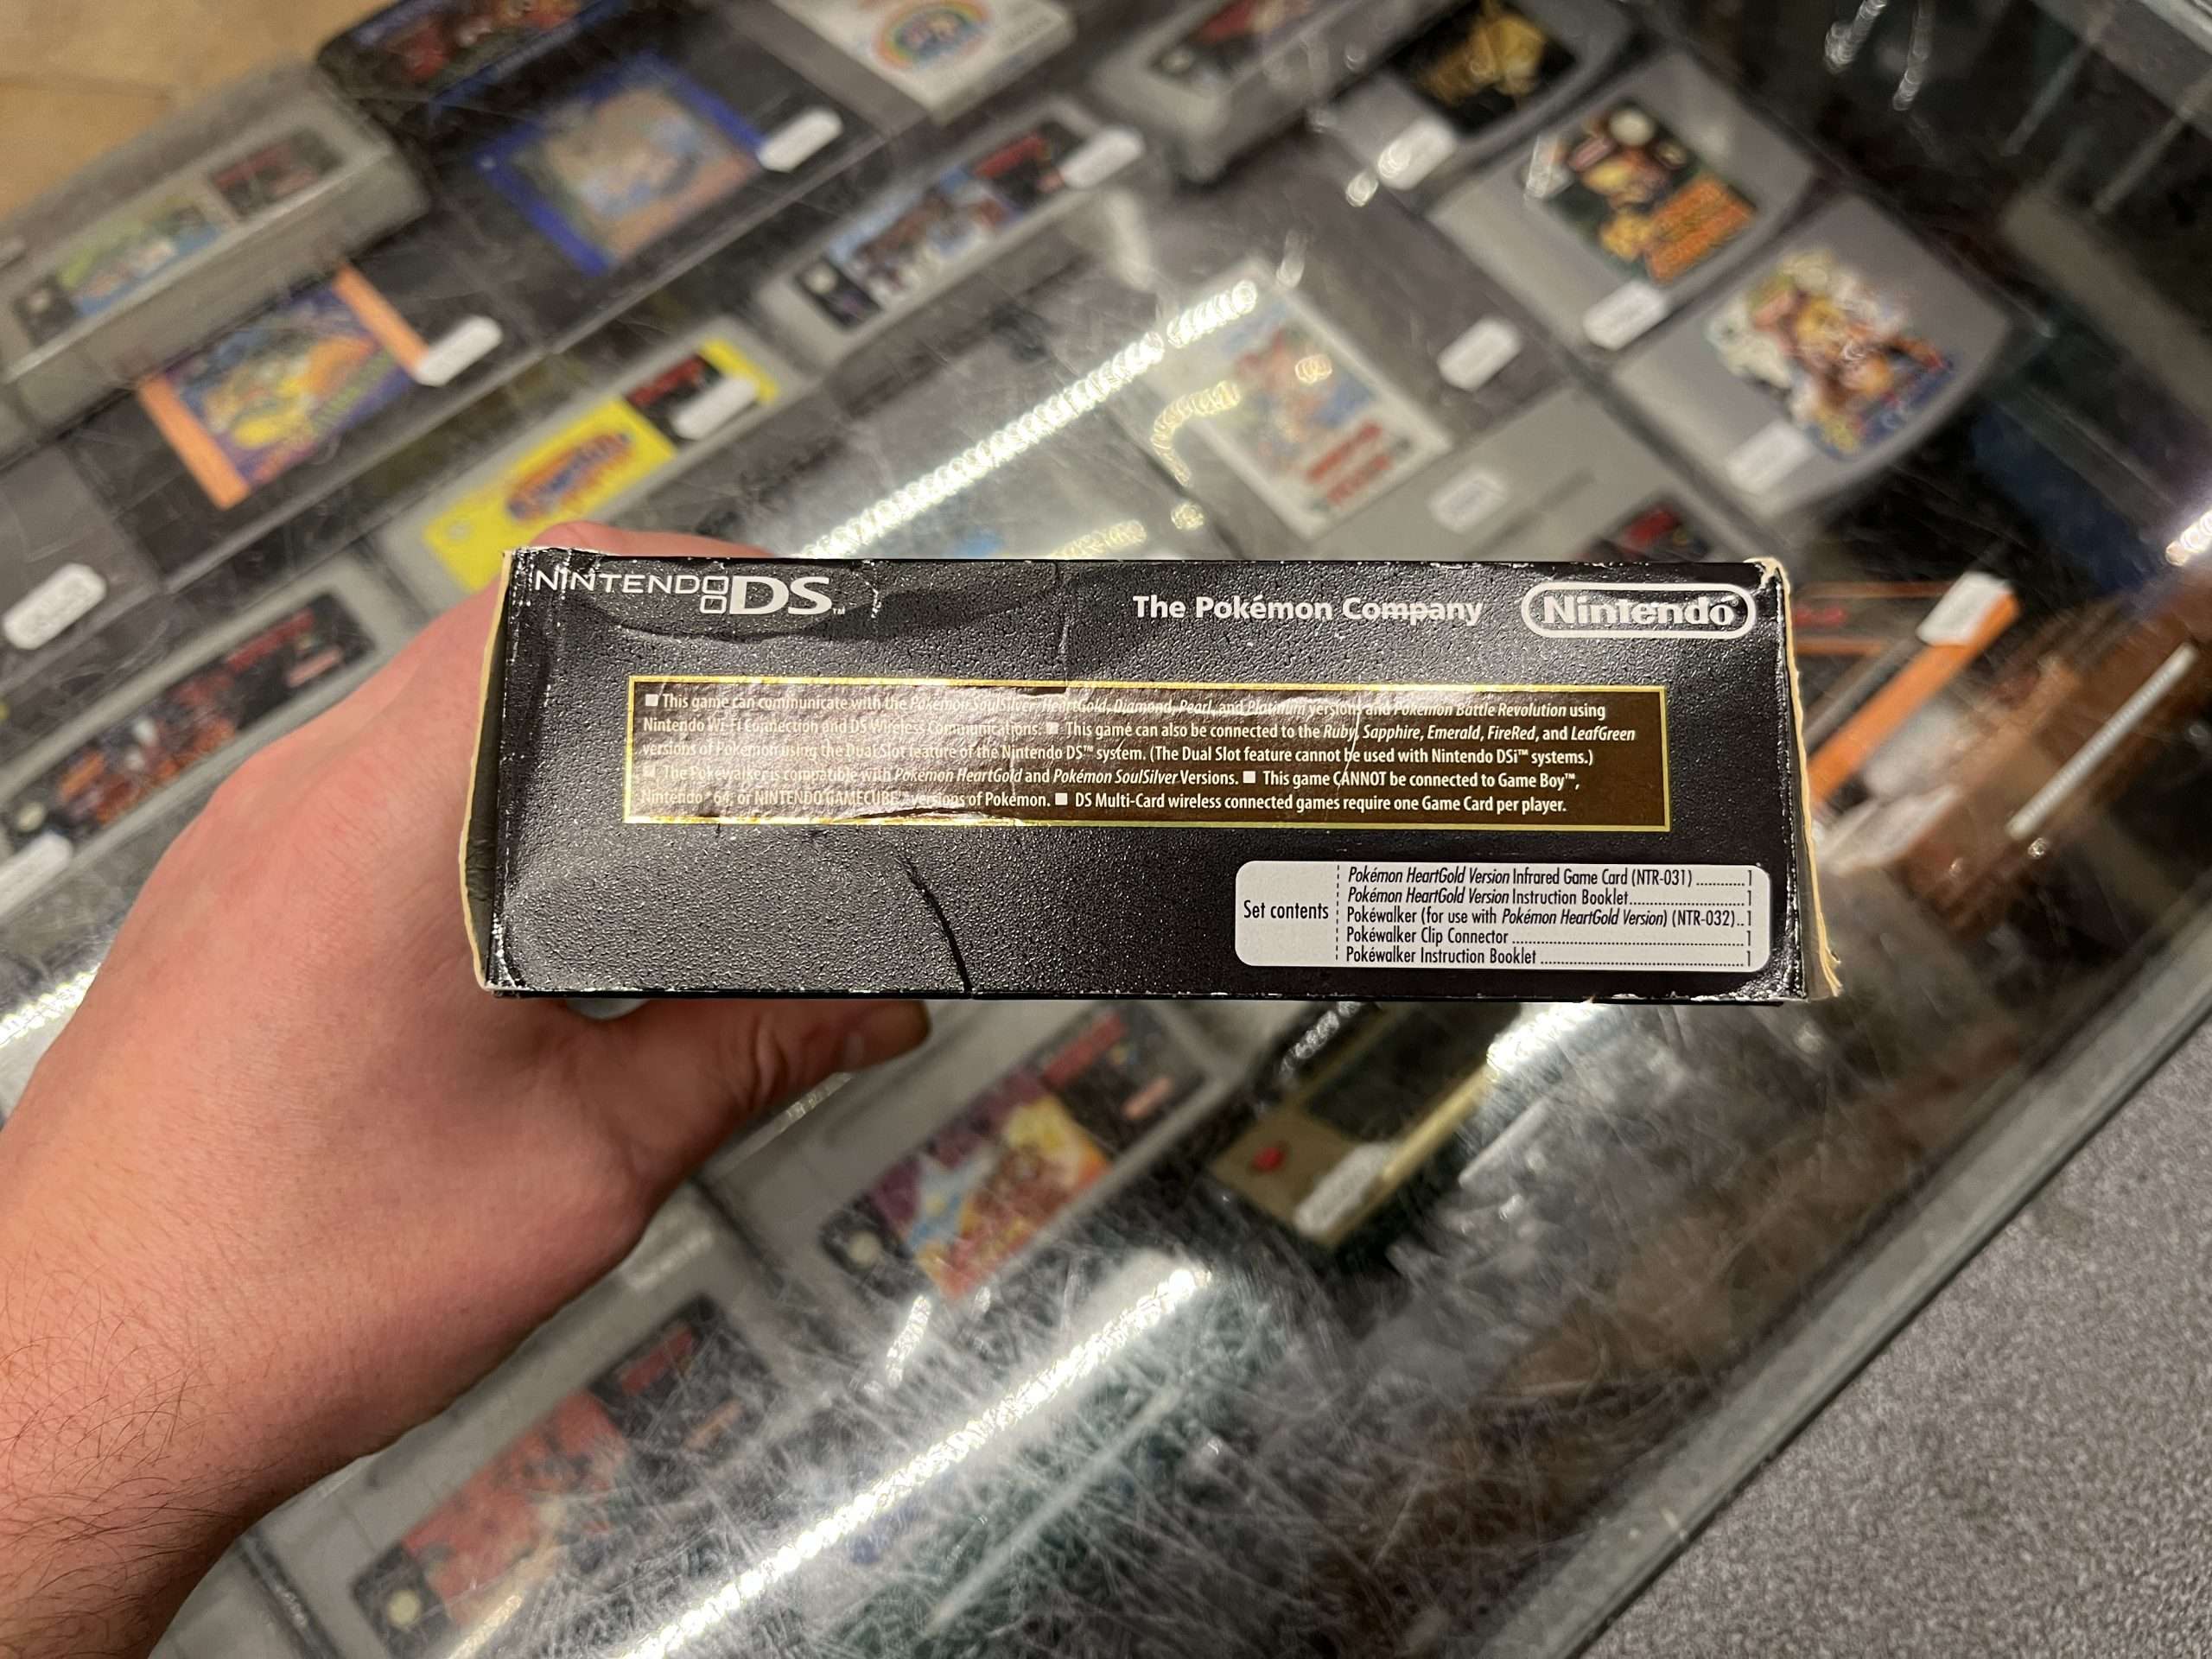 NINTENDO DS™
The Pokémon Company
Nintendo®
■ This game can communicate with the Pokémon SoulSilver, HeartGold, Diamond, Pearl, and Platinum versions and Pokémon Battle Revolution using
Nintendo Wi-Fi Connection and DS Wireless Communications. ■ This game can also be connected to the Ruby, Sapphire, Emerald, FireRed, and LeafGreen
versions of Pokémon using the Dual Slot feature of the Nintendo DS™ system. (The Dual Slot feature cannot be used with Nintendo DSi™ systems.)
■ The Pokéwalker is compatible with Pokémon HeartGold and Pokémon SoulSilver Versions. ■ This game CANNOT be connected to Game Boy™,
Nintendo®64, or NINTENDO GAMECUBE™ versions of Pokémon. ■ DS Multi-Card wireless connected games require one Game Card per player.
Set contents
Pokémon HeartGold Version Infrared Game Card (NTR-031) ............ 1
Pokémon HeartGold Version Instruction Booklet............................. 1
Pokéwalker (for use with Pokémon HeartGold Version) (NTR-032).. 1
Pokéwalker Clip Connector ............................................................ 1
Pokéwalker Instruction Booklet ..................................................... 1